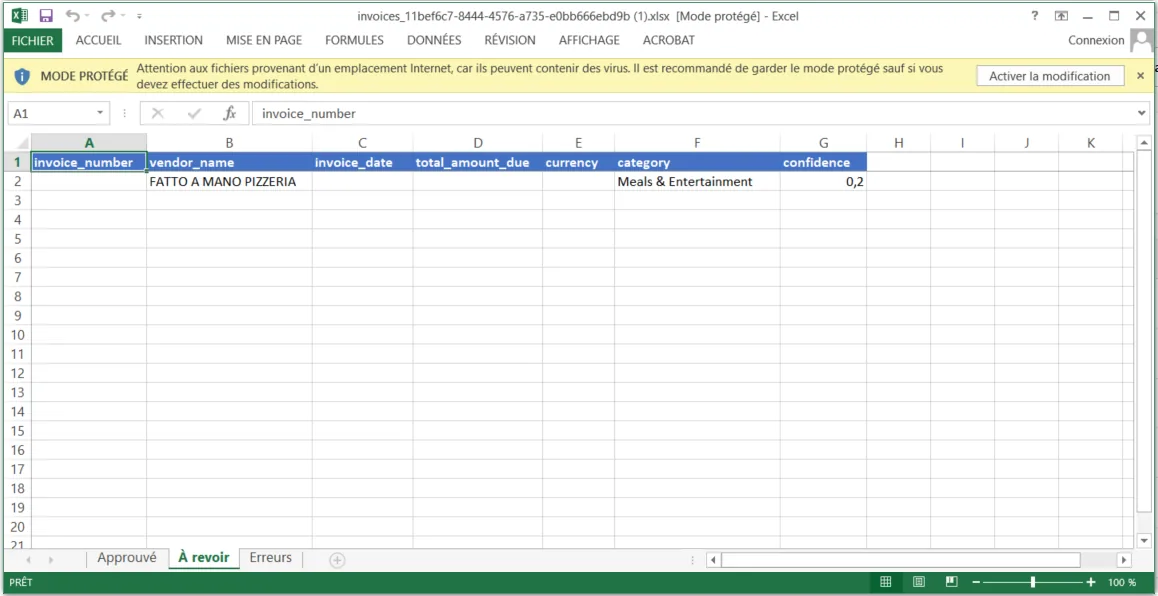 invoices_11bef6c7-8444-4576-a735-e0bb666ebd9b (1).xlsx [Mode protégé] - Excel
?
FICHIER ACCUEIL INSERTION MISE EN PAGE FORMULES DONNÉES RÉVISION AFFICHAGE ACROBAT Connexion
MODE PROTÉGÉ Attention aux fichiers provenant d'un emplacement Internet, car ils peuvent contenir des virus. Il est recommandé de garder le mode protégé sauf si vous
devez effectuer des modifications.
Activer la modification
A1 fx invoice_number
A B C D E F G H I J K
1 invoice_number vendor_name invoice_date total_amount_due currency category confidence
2 FATTO A MANO PIZZERIA Meals & Entertainment 0,2
3
4
5
6
7
8
9
10
11
12
13
14
15
16
17
18
19
20
21
Approuvé À revoir Erreurs
PRÊT 100 %